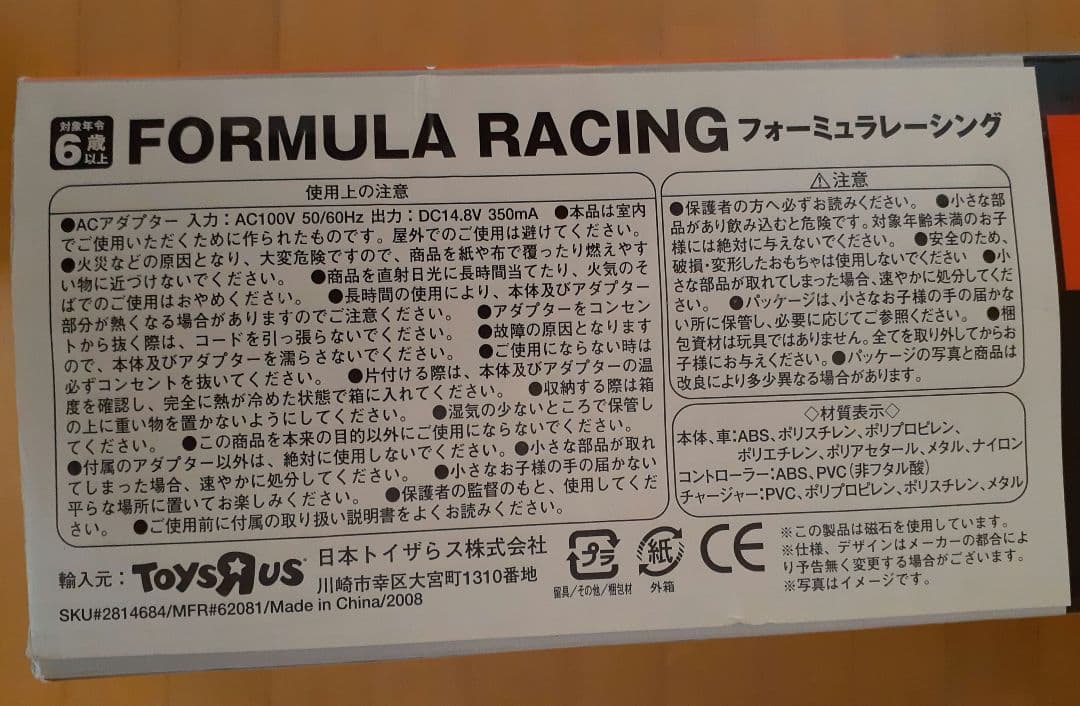 対象年令
6歳
以上
FORMULA RACING フォーミュラレーシング
使用上の注意
●ACアダプター 入力：AC100V 50/60Hz 出力：DC14.8V 350mA ●本品は室内
でご使用いただくために作られたものです。屋外でのご使用は避けてください。
●火災などの原因となり、大変危険ですので、商品を紙や布で覆ったり燃えやす
い物に近づけないでください。 ●商品を直射日光に長時間当てたり、火気のそ
ばでのご使用はおやめください。 ●長時間の使用により、本体及びアダプター
部分が熱くなる場合がありますのでご注意ください。 ●アダプターをコンセン
トから抜く際は、コードを引っ張らないでください。 ●故障の原因となります
ので、本体及びアダプターを濡らさないでください。 ●ご使用にならない時は
必ずコンセントを抜いてください。 ●片付ける際は、本体及びアダプターの温
度を確認し、完全に熱が冷めた状態で箱に入れてください。 ●収納する際は箱
の上に重い物を置かないようにしてください。 ●湿気の少ないところで保管し
てください。 ●この商品を本来の目的以外にご使用にならないでください。
●付属のアダプター以外は、絶対に使用しないでください。●小さな部品が取れ
てしまった場合、速やかに処分してください。 ●小さなお子様の手の届かない
平らな場所に置いてお楽しみください。 ●保護者の監督のもと、使用してくだ
さい。 ●ご使用前に付属の取り扱い説明書をよくお読みください。
⚠注意
●保護者の方へ必ずお読みください。 ●小さな部
品があり飲み込むと危険です。対象年齢未満のお子
様には絶対に与えないでください。 ●安全のため、
破損・変形したおもちゃは使用しないでください ●小
さな部品が取れてしまった場合、速やかに処分してくだ
さい。 ●パッケージは、小さなお子様の手の届かな
い所に保管し、必要に応じてご参照ください。 ●梱
包資材は玩具ではありません。全てを取り外してからお
子様にお与えください。●パッケージの写真と商品は
改良により多少異なる場合があります。
◇材質表示◇
本体、車：ABS、ポリスチレン、ポリプロピレン、
ポリエチレン、ポリアセタール、メタル、ナイロン
コントローラー：ABS、PVC（非フタル酸）
チャージャー：PVC、ポリプロピレン、ポリスチレン、メタル
輸入元： TOYSЯUS 日本トイザらス株式会社
川崎市幸区大宮町1310番地
SKU#2814684/MFR#62081/Made in China/2008
プラ
留具/その他/梱包材
紙
外箱
CE
※この製品は磁石を使用しています。
※仕様、デザインはメーカーの都合によ
り予告無く変更する場合がございます。
※写真はイメージです。